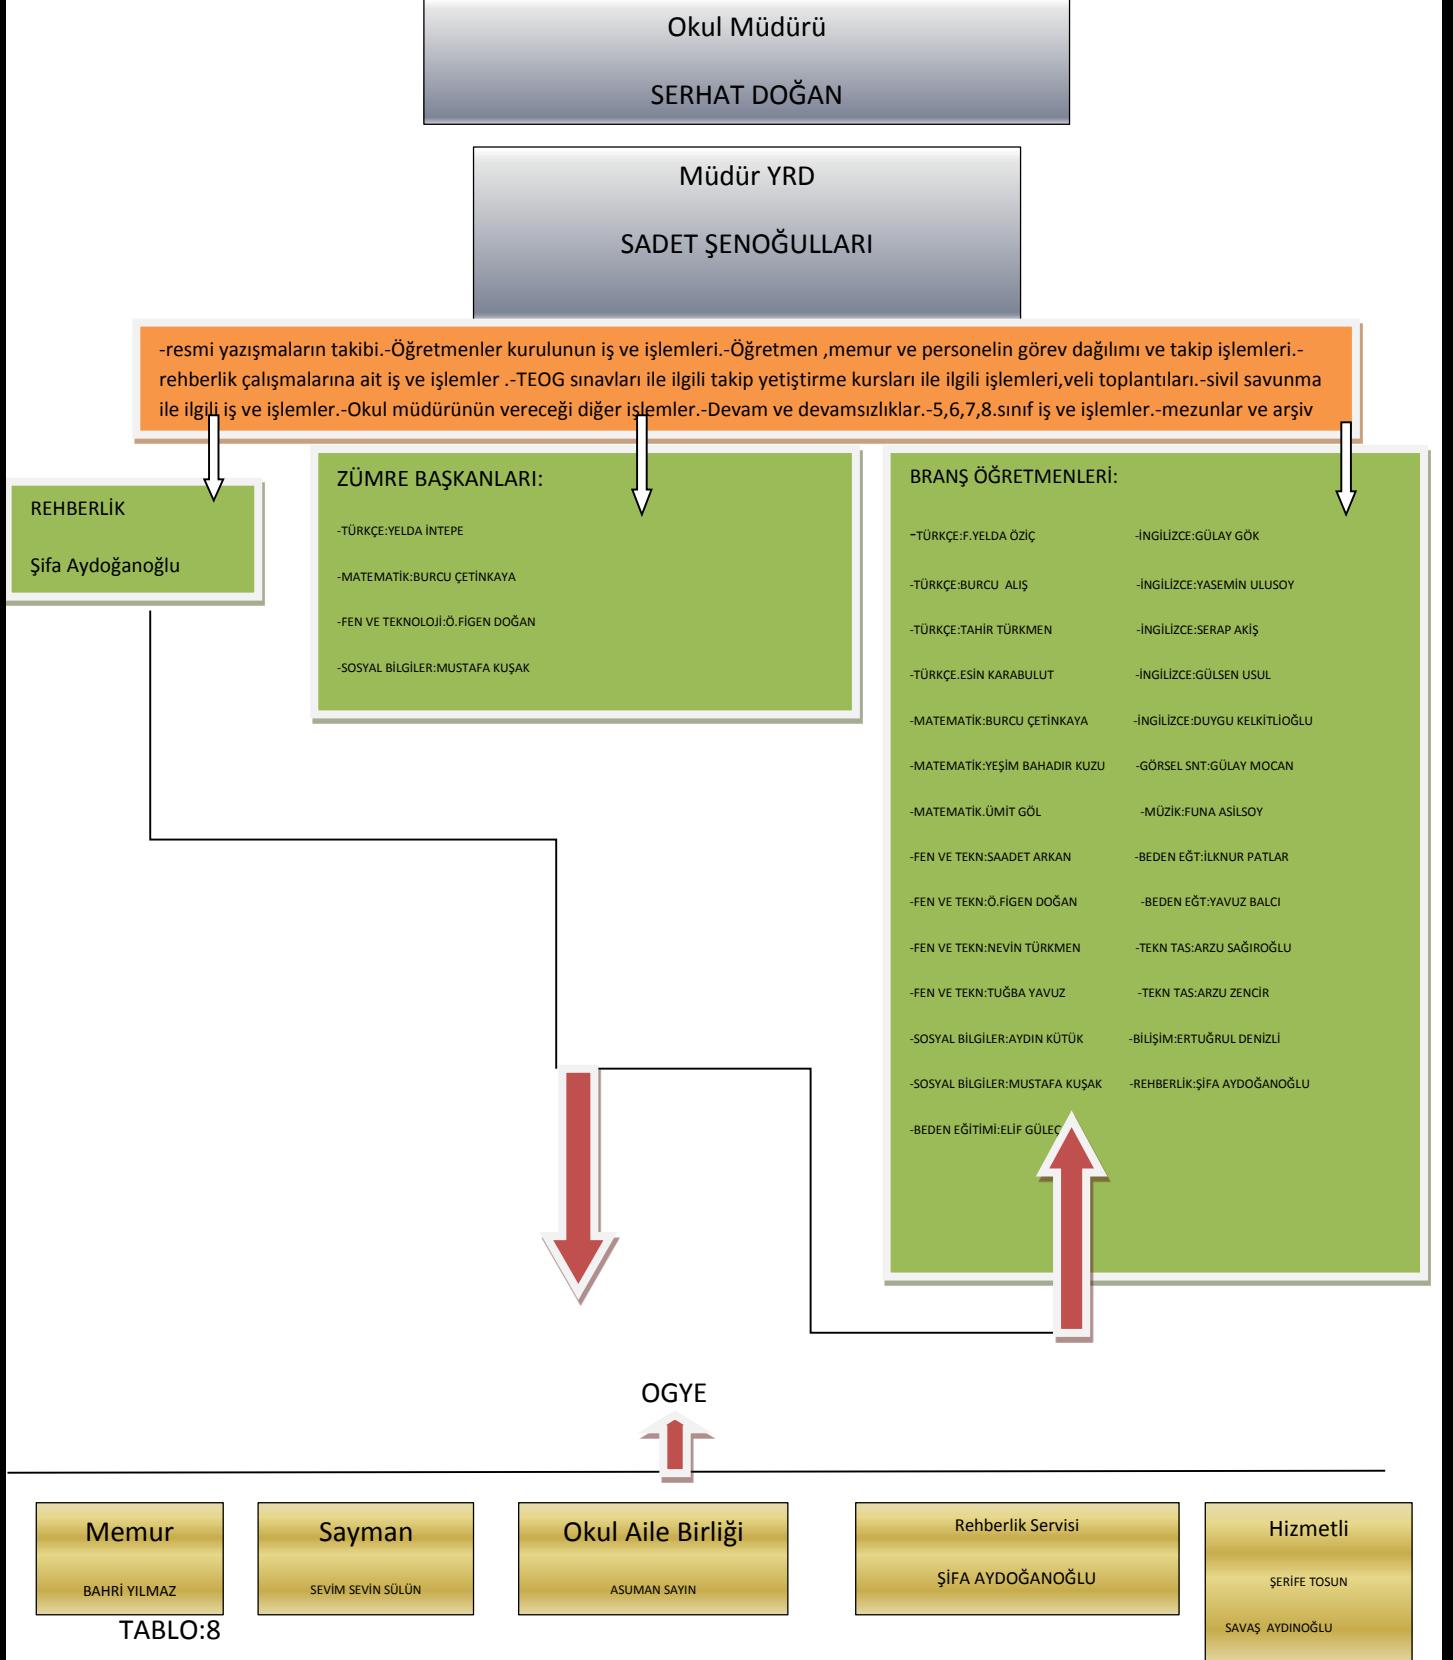 Okul Müdürü
SERHAT DOĞAN
Müdür YRD
SADET ŞENOĞULLARI
-resmi yazışmaların takibi.-Öğretmenler kurulunun iş ve işlemleri.-Öğretmen ,memur ve personelin görev dağılımı ve takip işlemleri.-
rehberlik çalışmalarına ait iş ve işlemler .-TEOG sınavları ile ilgili takip yetiştirme kursları ile ilgili işlemleri,veli toplantıları.-sivil savunma
ile ilgili iş ve işlemler.-Okul müdürünün vereceği diğer işlemler.-Devam ve devamsızlıklar.-5,6,7,8.sınıf iş ve işlemler.-mezunlar ve arşiv
REHBERLİK
Şifa Aydoğanoğlu
ZÜMRE BAŞKANLARI:
-TÜRKÇE:YELDA İNTEPE
-MATEMATİK:BURCU ÇETİNKAYA
-FEN VE TEKNOLOJİ:Ö.FİGEN DOĞAN
-SOSYAL BİLGİLER:MUSTAFA KUŞAK
BRANŞ ÖĞRETMENLERİ:
-TÜRKÇE:F.YELDA ÖZİÇ -İNGİLİZCE:GÜLAY GÖK
-TÜRKÇE:BURCU ALIŞ -İNGİLİZCE:YASEMİN ULUSOY
-TÜRKÇE:TAHİR TÜRKMEN -İNGİLİZCE:SERAP AKİŞ
-TÜRKÇE.ESİN KARABULUT -İNGİLİZCE:GÜLSEN USUL
-MATEMATİK:BURCU ÇETİNKAYA -İNGİLİZCE:DUYGU KELKİTLİOĞLU
-MATEMATİK:YEŞİM BAHADIR KUZU -GÖRSEL SNT:GÜLAY MOCAN
-MATEMATİK.ÜMİT GÖL -MÜZİK:FUNA ASİLSOY
-FEN VE TEKN:SAADET ARKAN -BEDEN EĞT:İLKNUR PATLAR
-FEN VE TEKN:Ö.FİGEN DOĞAN -BEDEN EĞT:YAVUZ BALCI
-FEN VE TEKN:NEVİN TÜRKMEN -TEKN TAS:ARZU SAĞIROĞLU
-FEN VE TEKN:TUĞBA YAVUZ -TEKN TAS:ARZU ZENCİR
-SOSYAL BİLGİLER:AYDIN KÜTÜK -BİLİŞİM:ERTUĞRUL DENİZLİ
-SOSYAL BİLGİLER:MUSTAFA KUŞAK -REHBERLİK:ŞİFA AYDOĞANOĞLU
-BEDEN EĞİTİMİ:ELİF GÜLEÇ
OGYE
Memur
BAHRİ YILMAZ
Sayman
SEVİM SEVİN SÜLÜN
Okul Aile Birliği
ASUMAN SAYIN
Rehberlik Servisi
ŞİFA AYDOĞANOĞLU
Hizmetli
ŞERİFE TOSUN
SAVAŞ AYDINOĞLU
TABLO:8